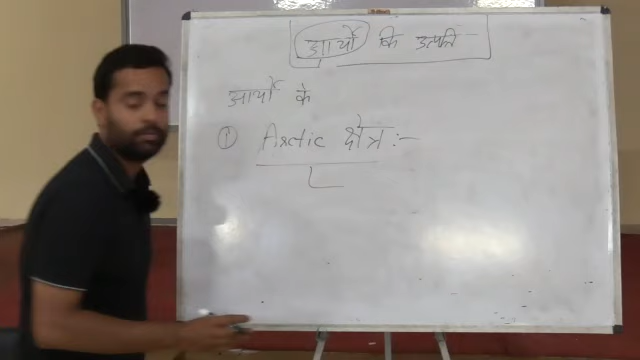 आर्यो कि उत्पत्ति
आर्यो के
① Arctic क्षेत्र :-